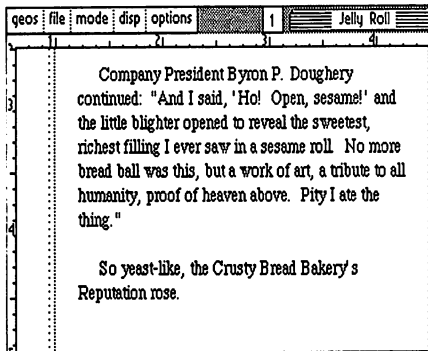 geos file mode disp options 1 Jelly Roll
1 2 3 4
3
4
Company President Byron P. Doughery
continued: "And I said, 'Ho! Open, sesame!' and
the little blighter opened to reveal the sweetest,
richest filling I ever saw in a sesame roll. No more
bread ball was this, but a work of art, a tribute to all
humanity, proof of heaven above. Pity I ate the
thing."
So yeast-like, the Crusty Bread Bakery's
Reputation rose.